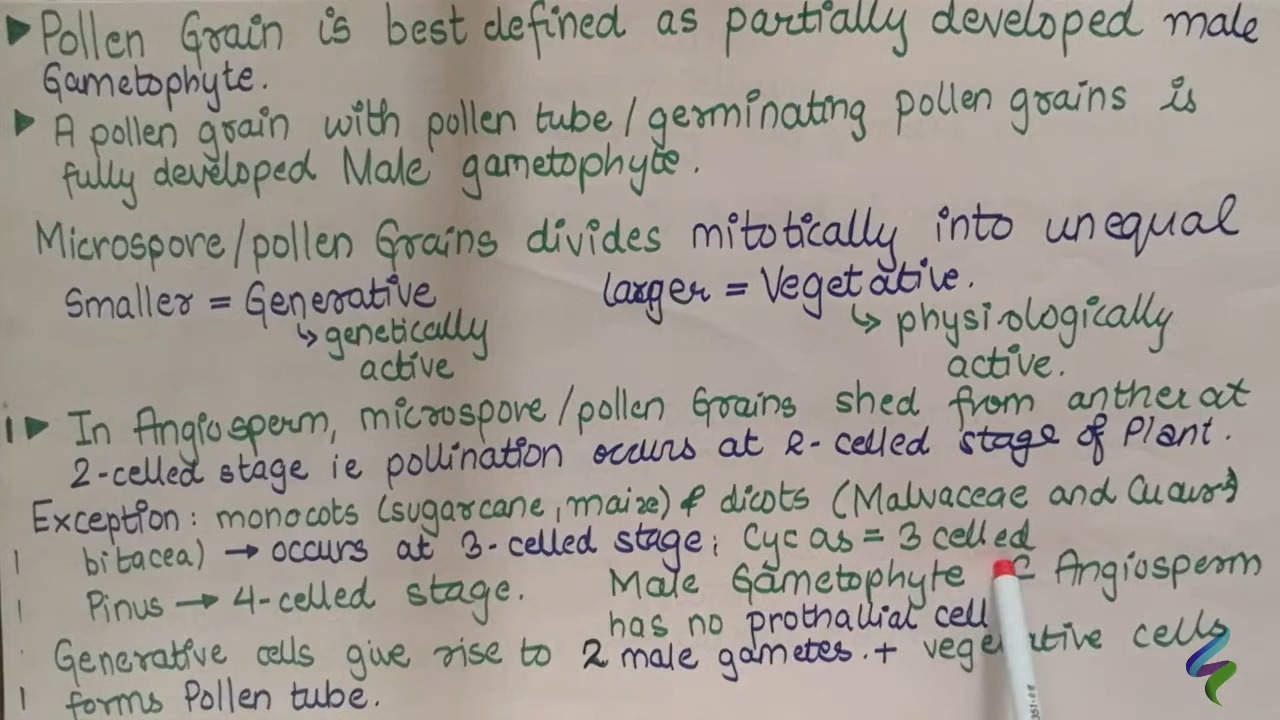 ▶ Pollen Grain is best defined as partially developed male
Gametophyte.
▶ A pollen grain with pollen tube / germinating pollen grains is
fully developed Male gametophyte.
Microspore/pollen Grains divides mitotically into unequal
Smaller = Generative larger = Vegetative.
↳ genetically ↳ physiologically
active active.
▶ In Angiosperm, microspore/pollen Grains shed from anther at
2-celled stage ie pollination occurs at 2-celled stage of Plant.
Exception: monocots (sugarcane, maize) & dicots (Malvaceae and Cucur→
bitacea) → occurs at 3-celled stage; Cycas = 3 celled
Pinus → 4-celled stage. Male Gametophyte Angiosperm
has no prothallial cell
Generative cells give rise to 2 male gametes. + vegetative cells
forms Pollen tube.